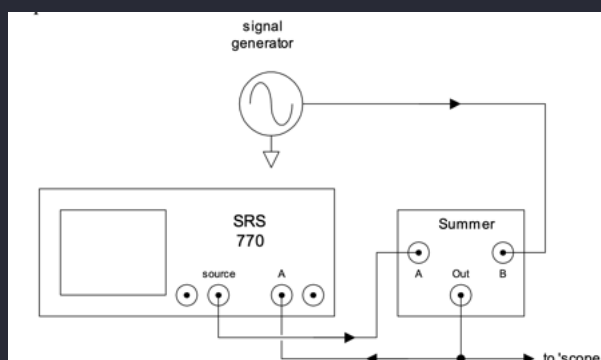 signal
generator
SRS
770
source
A
Summer
A
Out
B
to 'scope